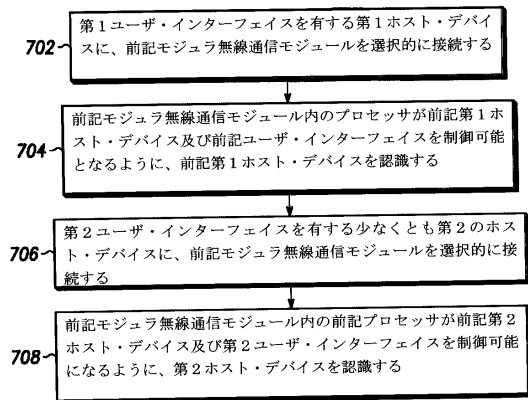 702
第1ユーザ・インターフェイスを有する第1ホスト・デバイ
スに、前記モジュラ無線通信モジュールを選択的に接続する
704
前記モジュラ無線通信モジュール内のプロセッサが前記第1ホ
スト・デバイス及び前記ユーザ・インターフェイスを制御可能
となるように、前記第1ホスト・デバイスを認識する
706
第2ユーザ・インターフェイスを有する少なくとも第2のホ
スト・デバイスに、前記モジュラ無線通信モジュールを選択的に接
続する
708
前記モジュラ無線通信モジュール内の前記プロセッサが前記第2
ホスト・デバイス及び第2ユーザ・インターフェイスを制御可
能になるように、第2ホスト・デバイスを認識する